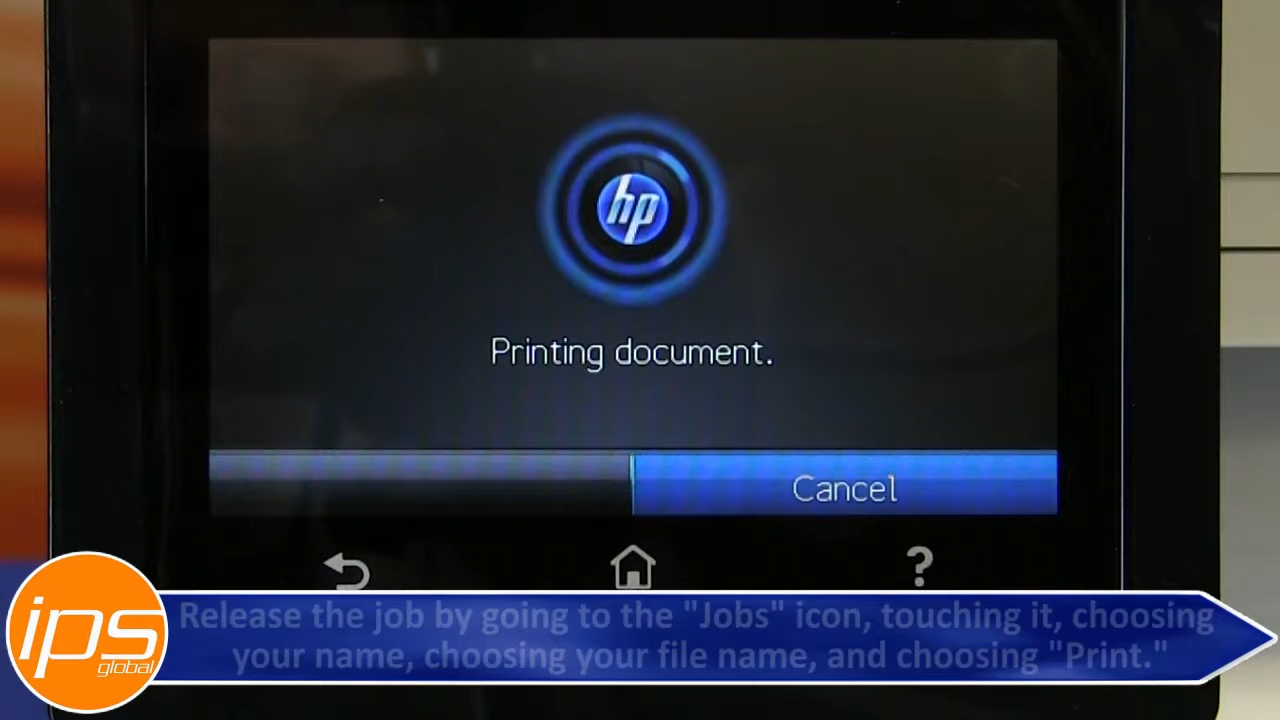 hp
Printing document.
Cancel
?
ips
global
Release the job by going to the "Jobs" icon, touching it, choosing
your name, choosing your file name, and choosing "Print."